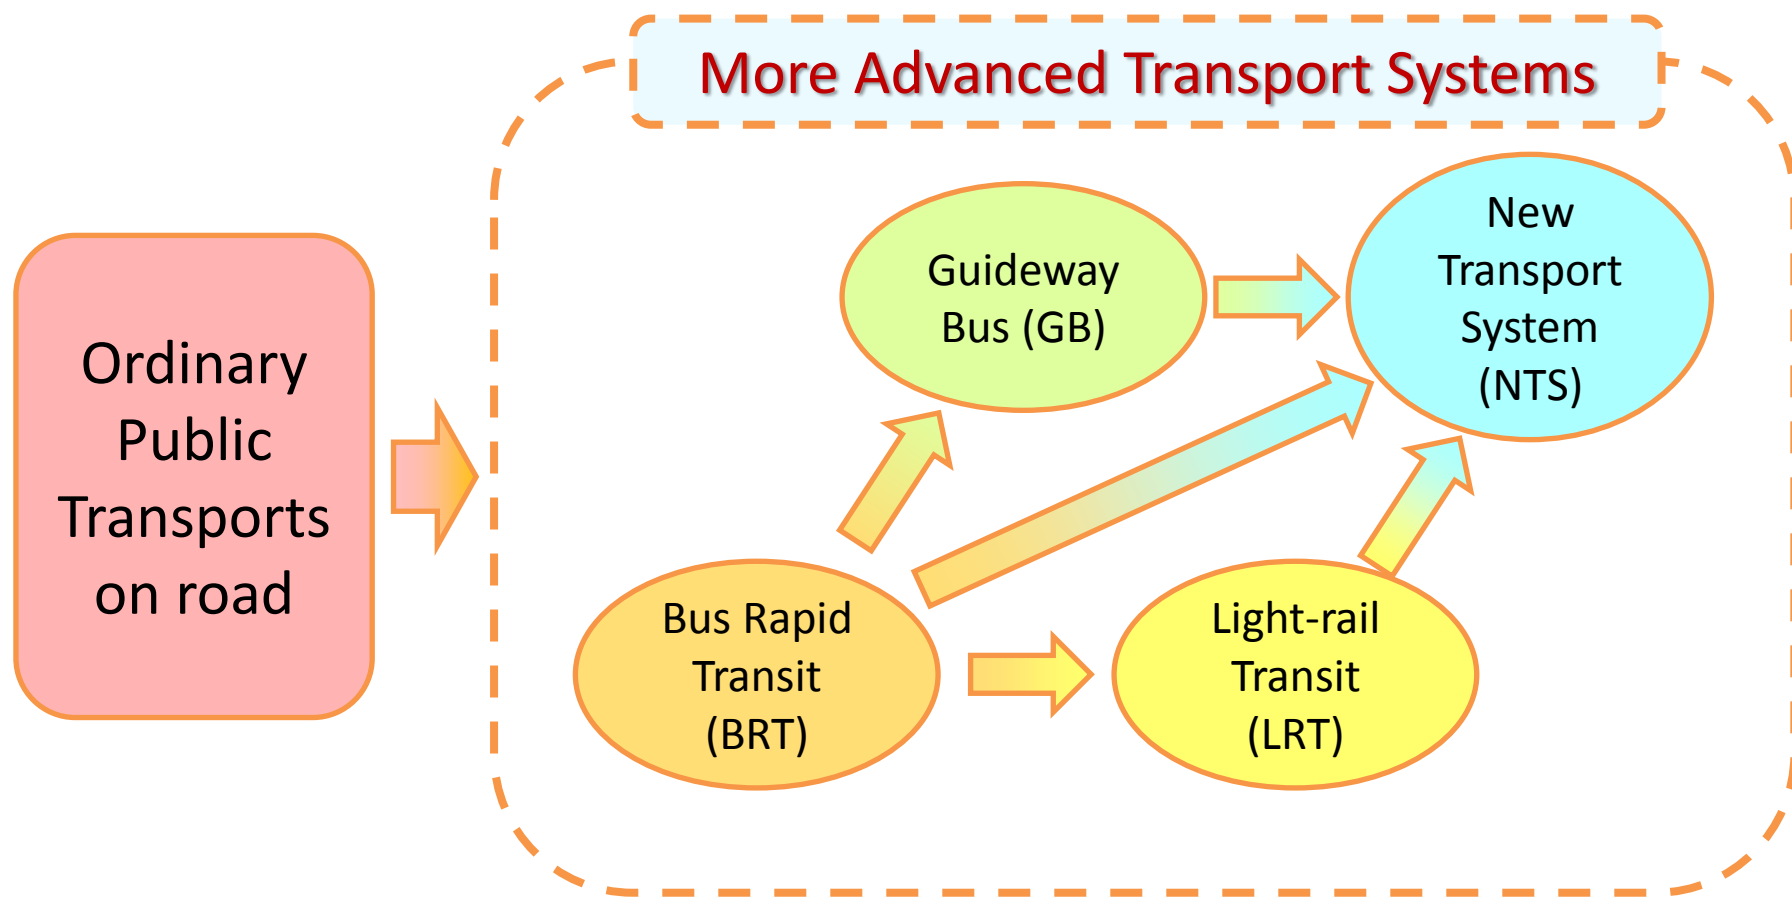 More Advanced Transport Systems
Ordinary
Public
Transports
on road
Guideway
Bus (GB)
New
Transport
System
(NTS)
Bus Rapid
Transit
(BRT)
Light-rail
Transit
(LRT)